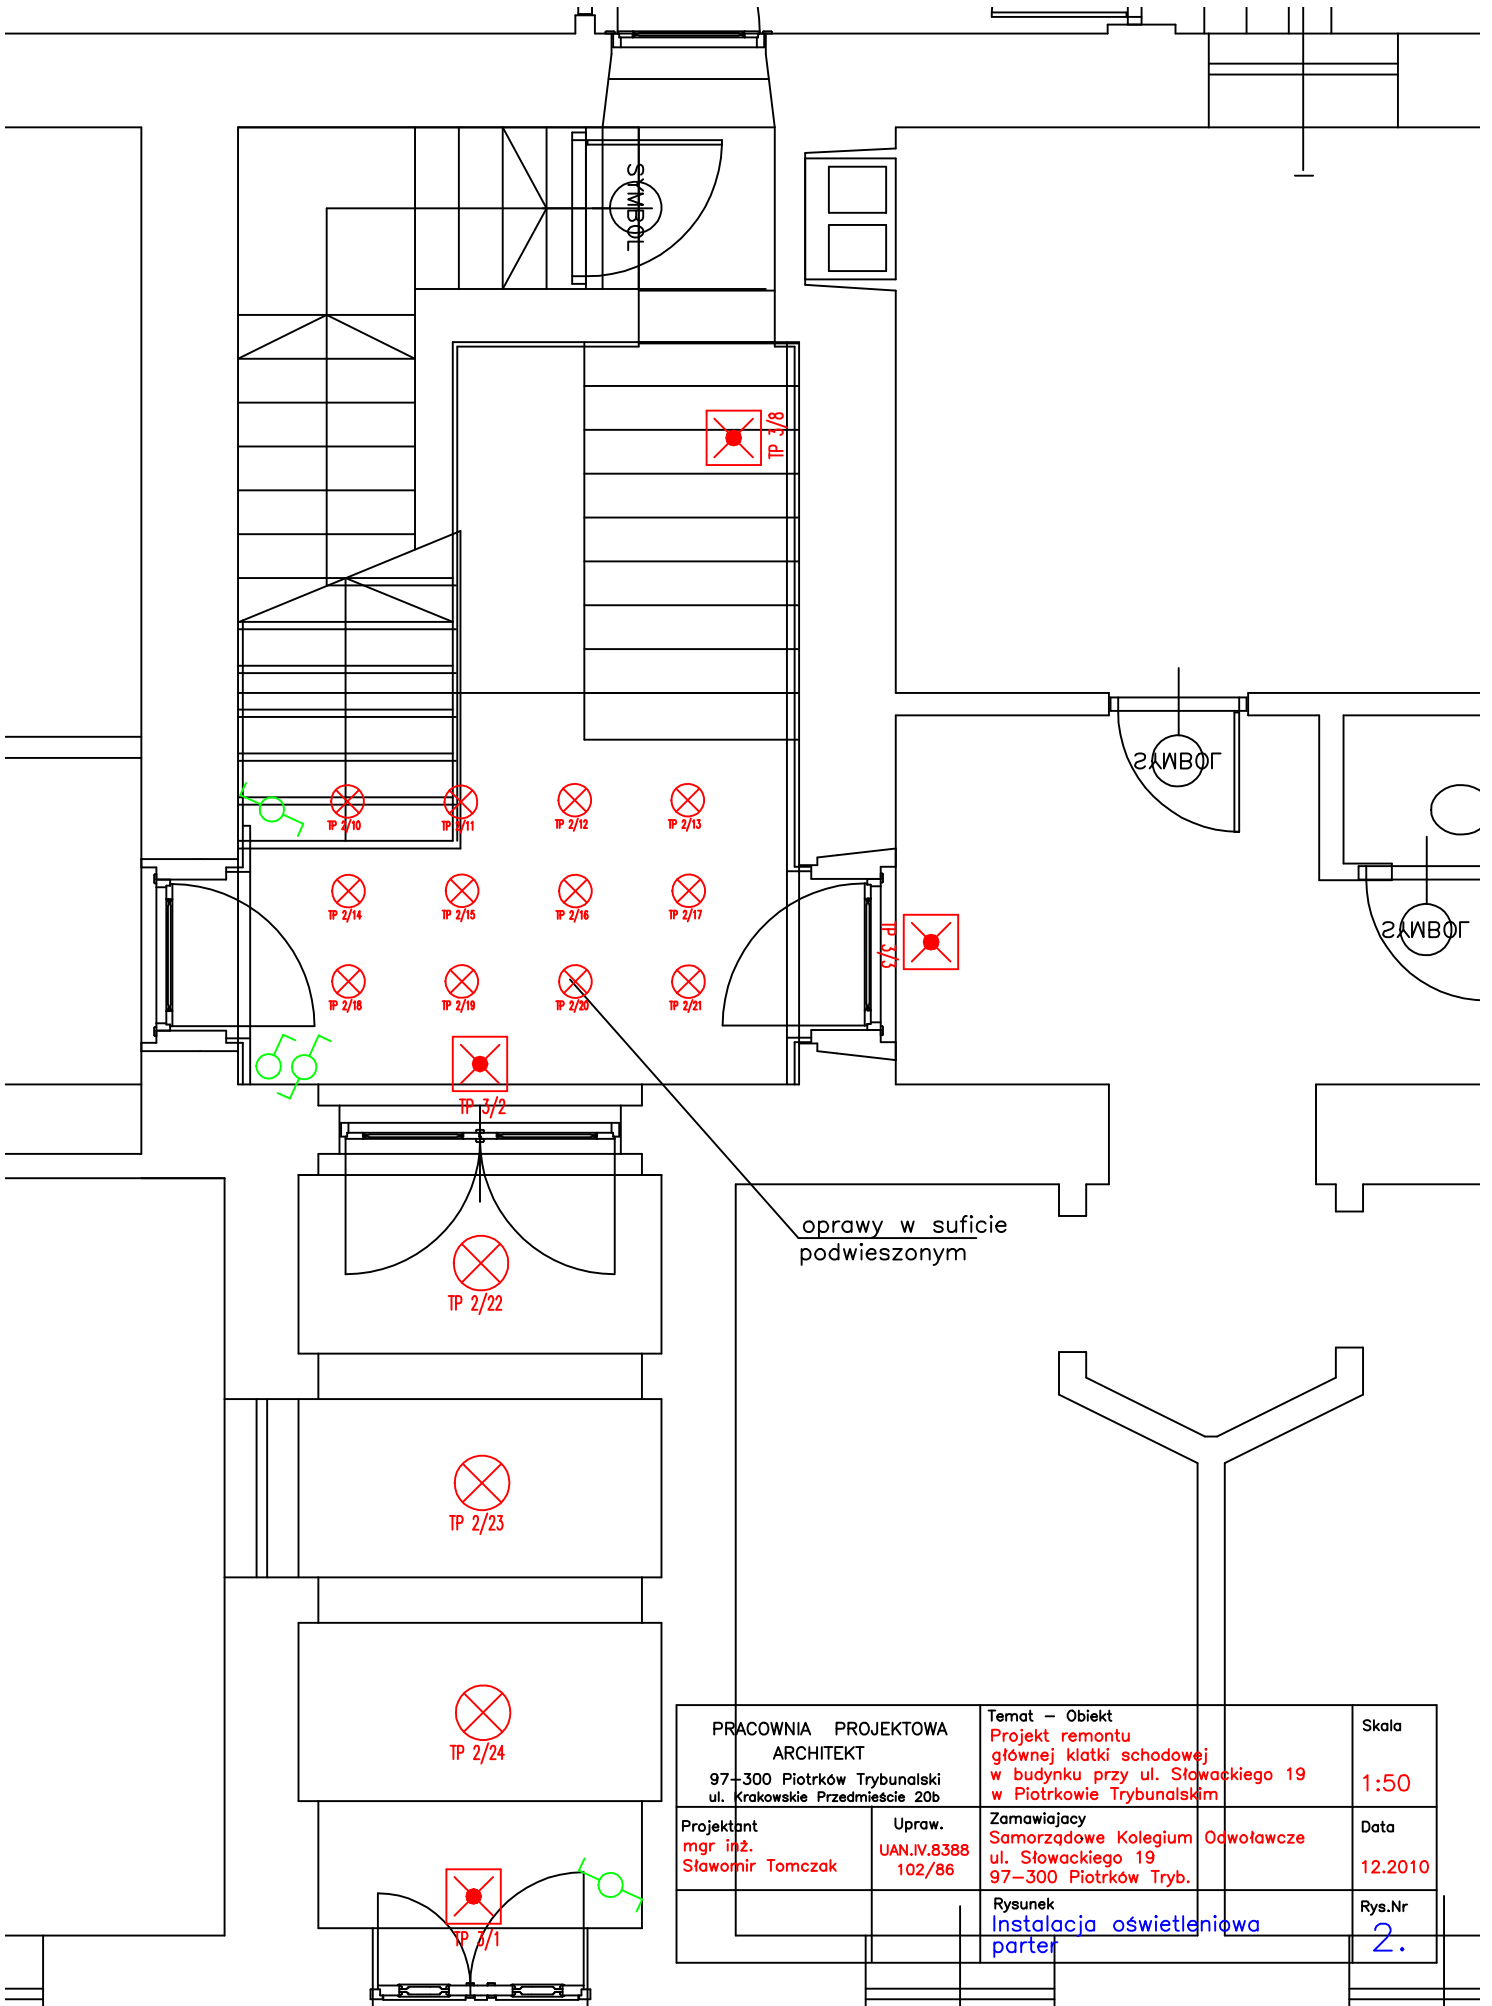 SYMBOL
TP 3/8
SYMBOL
TP 2/10
TP 2/11
TP 2/12
TP 2/13
TP 2/14
TP 2/15
TP 2/16
TP 2/17
SYMBOL
TP 3/3
TP 2/18
TP 2/19
TP 2/20
TP 2/21
TP 3/2
oprawy w suficie
podwieszonym
TP 2/22
TP 2/23
TP 2/24
TP 3/1
PRACOWNIA PROJEKTOWA
ARCHITEKT
97-300 Piotrków Trybunalski
ul. Krakowskie Przedmieście 20b
Temat - Obiekt
Projekt remontu
głównej klatki schodowej
w budynku przy ul. Słowackiego 19
w Piotrkowie Trybunalskim
Skala
1:50
Projektant
mgr inż.
Sławomir Tomczak
Upraw.
UAN.IV.8388
102/86
Zamawiajacy
Samorządowe Kolegium Odwoławcze
ul. Słowackiego 19
97-300 Piotrków Tryb.
Data
12.2010
Rysunek
Instalacja oświetleniowa
parter
Rys.Nr
2.